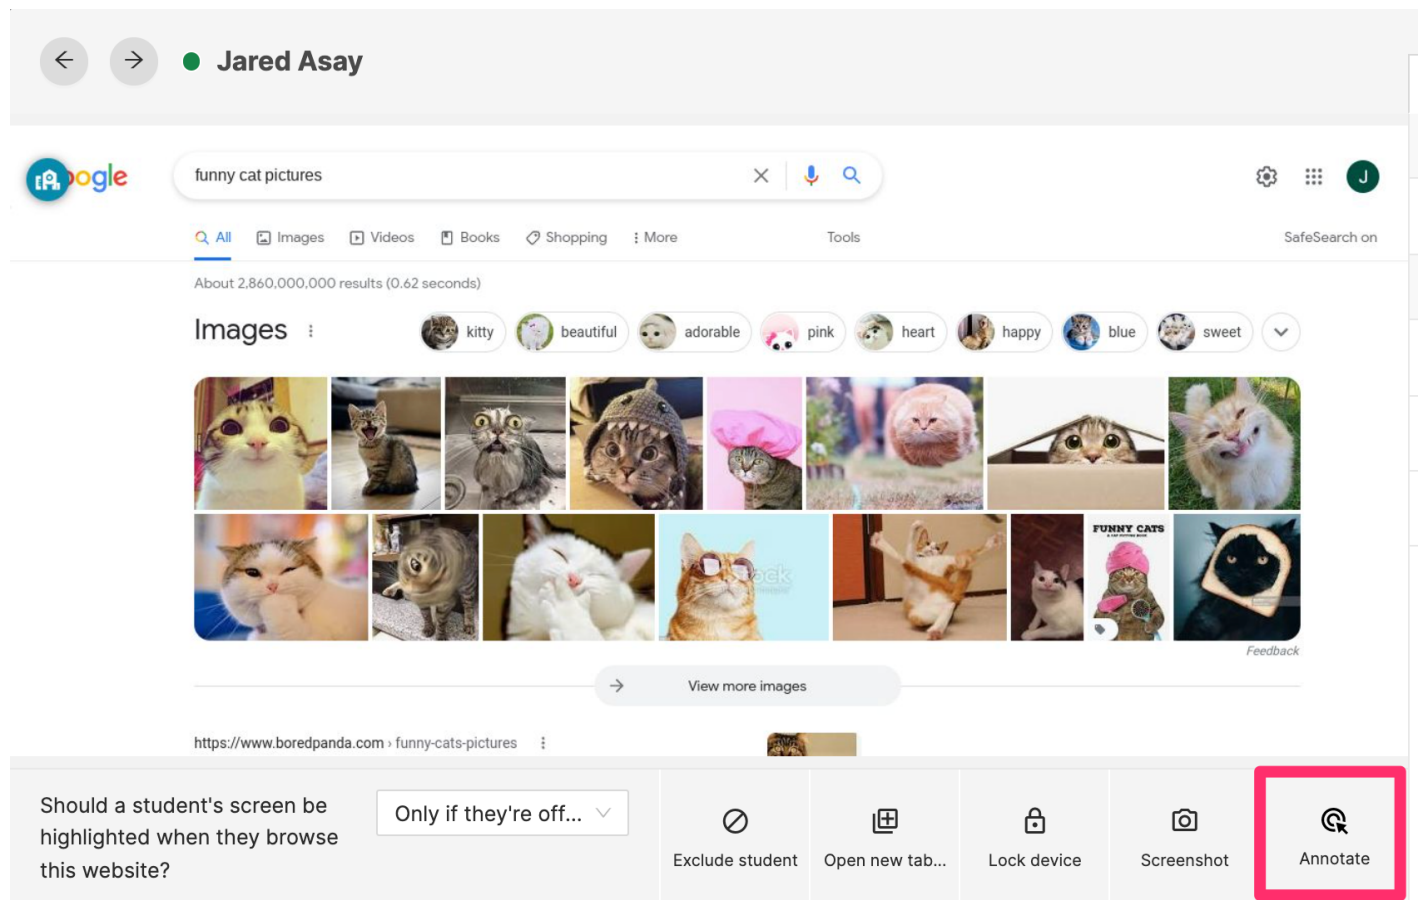 Jared Asay
oogle
funny cat pictures
J
All Images Videos Books Shopping More Tools SafeSearch on
About 2,860,000,000 results (0.62 seconds)
Images kitty beautiful adorable pink heart happy blue sweet
FUNNY CATS
Feedback
View more images
https://www.boredpanda.com › funny-cats-pictures
Should a student's screen be
highlighted when they browse
this website?
Only if they're off...
Exclude student
Open new tab...
Lock device
Screenshot
Annotate